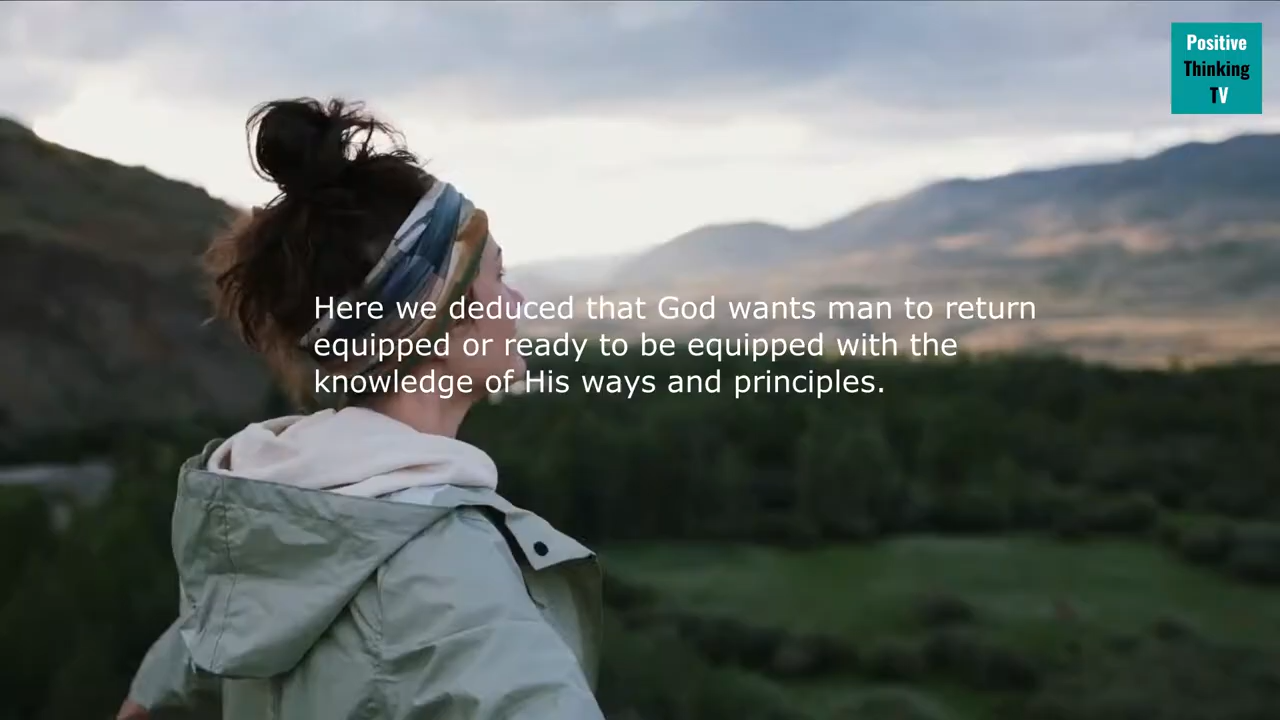 Positive
Thinking
TV
Here we deduced that God wants man to return
equipped or ready to be equipped with the
knowledge of His ways and principles.